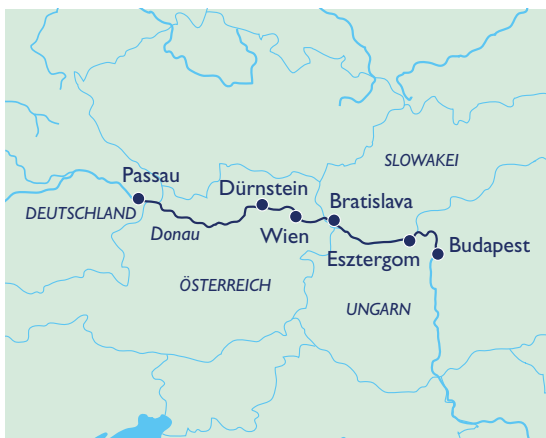 SLOWAKEI
Passau
Dürnstein
Bratislava
DEUTSCHLAND
Donau
Wien
Esztergom
Budapest
ÖSTERREICH
UNGARN